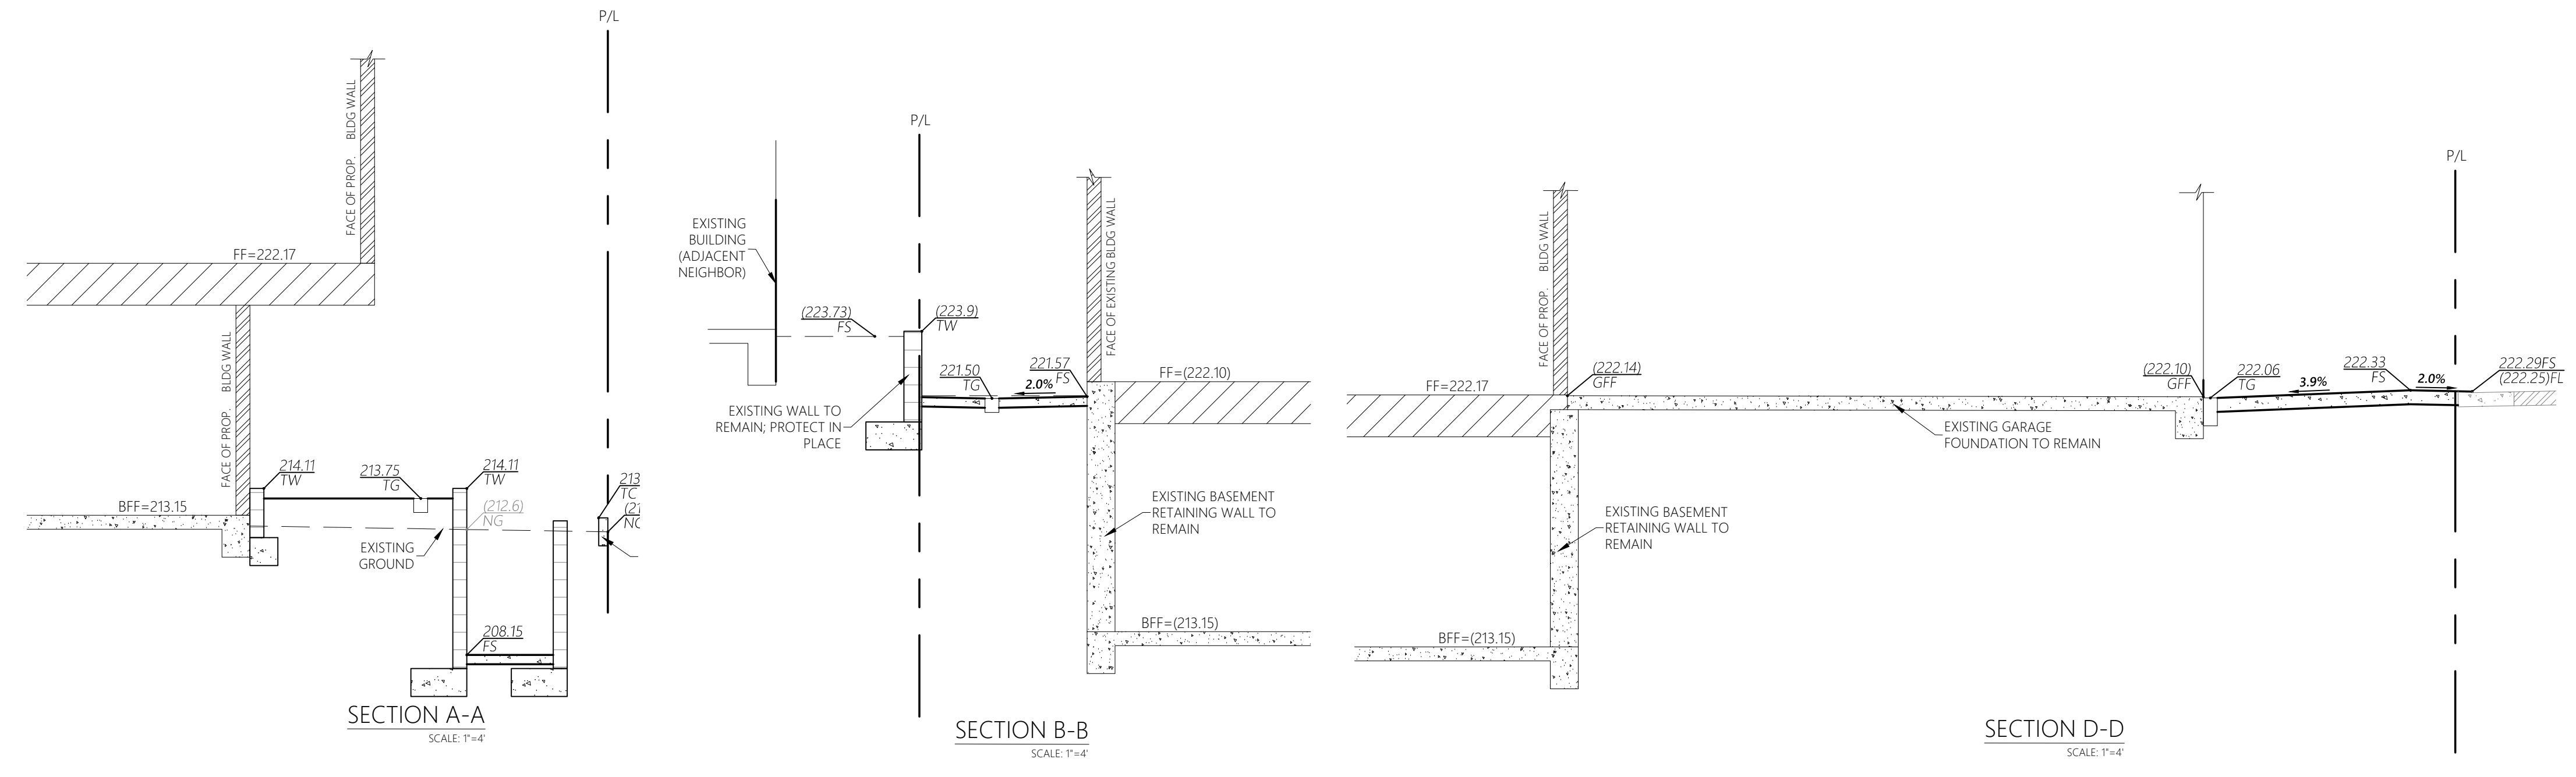 P/L
FACE OF PROP. BLDG WALL
FF=222.17
FACE OF PROP. BLDG WALL
214.11
TW
213.75
TG
214.11
TW
BFF=213.15
(212.6)
NG
213
TC
EXISTING
GROUND
208.15
FS
SECTION A-A
SCALE: 1"=4'
P/L
EXISTING
BUILDING
(ADJACENT
NEIGHBOR)
(223.73)
FS
(223.9)
TW
FACE OF EXISTING BLDG WALL
221.50
TG
221.57
FS
2.0%
FF=(222.10)
EXISTING WALL TO
REMAIN; PROTECT IN
PLACE
EXISTING BASEMENT
RETAINING WALL TO
REMAIN
BFF=(213.15)
SECTION B-B
SCALE: 1"=4'
P/L
FACE OF PROP. BLDG WALL
FF=222.17
(222.14)
GFF
(222.10)
GFF
222.06
TG
3.9%
222.33
FS
2.0%
222.29FS
(222.25)FL
EXISTING GARAGE
FOUNDATION TO REMAIN
EXISTING BASEMENT
RETAINING WALL TO
REMAIN
BFF=(213.15)
SECTION D-D
SCALE: 1"=4'